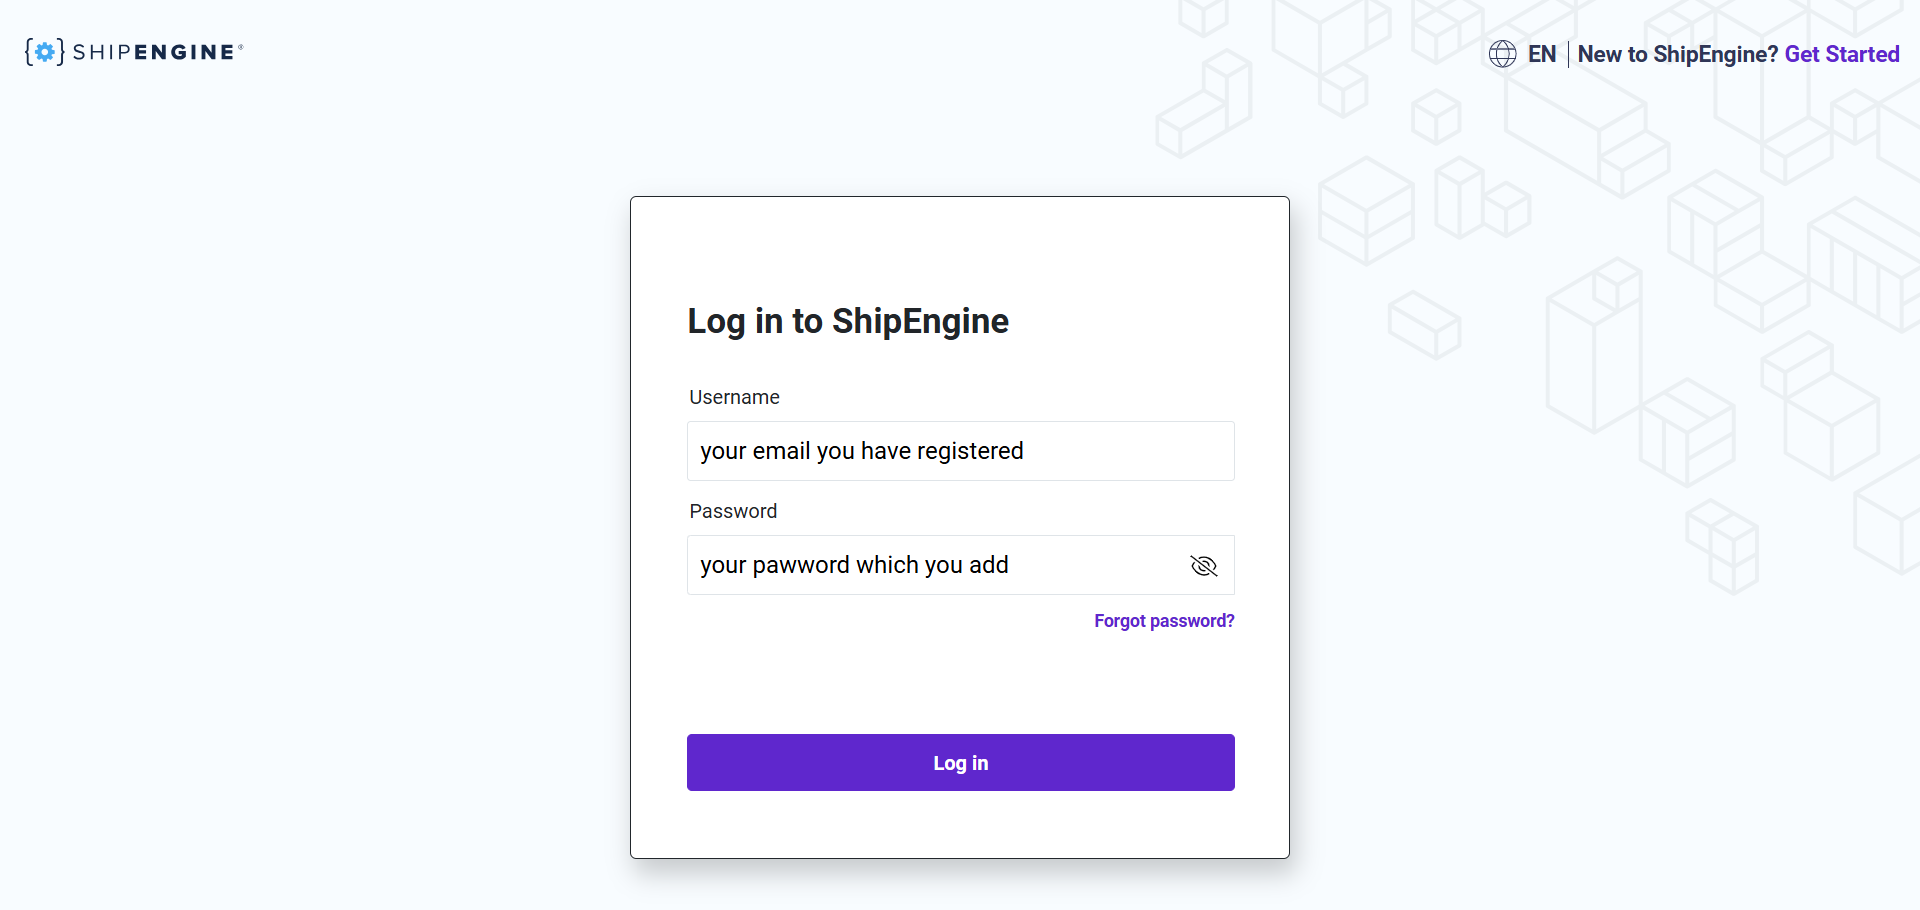 SHIPENGINE®
EN | New to ShipEngine? Get Started
Log in to ShipEngine
Username
your email you have registered
Password
your pawword which you add
Forgot password?
Log in